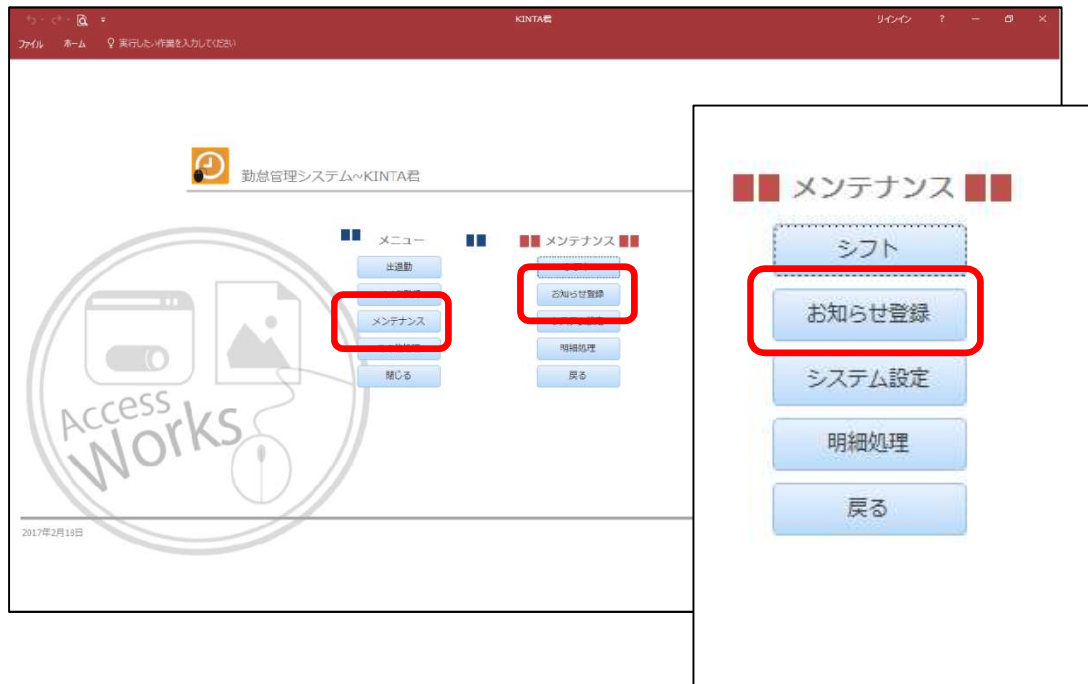 KINTA君
サインイン ? — ×
ファイル ホーム 実行したい作業を入力してください
勤怠管理システム~KINTA君
メニュー
出退勤
メンテナンス
閉じる
メンテナンス
お知らせ登録
明細処理
戻る
Access
Works
2017年2月18日
メンテナンス
シフト
お知らせ登録
システム設定
明細処理
戻る